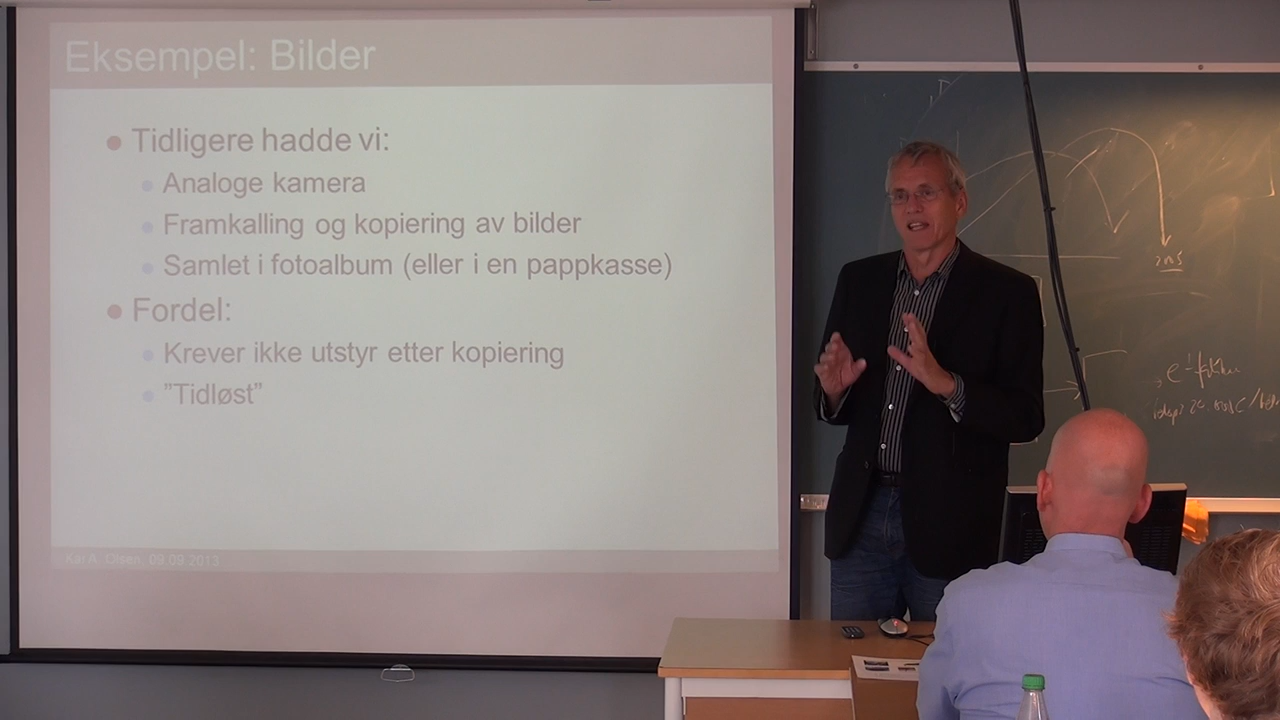 Eksempel: Bilder
Tidligere hadde vi:
Analoge kamera
Framkalling og kopiering av bilder
Samlet i fotoalbum (eller i en pappkasse)
Fordel:
Krever ikke utstyr etter kopiering
"Tidløst"
Kai A. Olsen, 09.09.2013